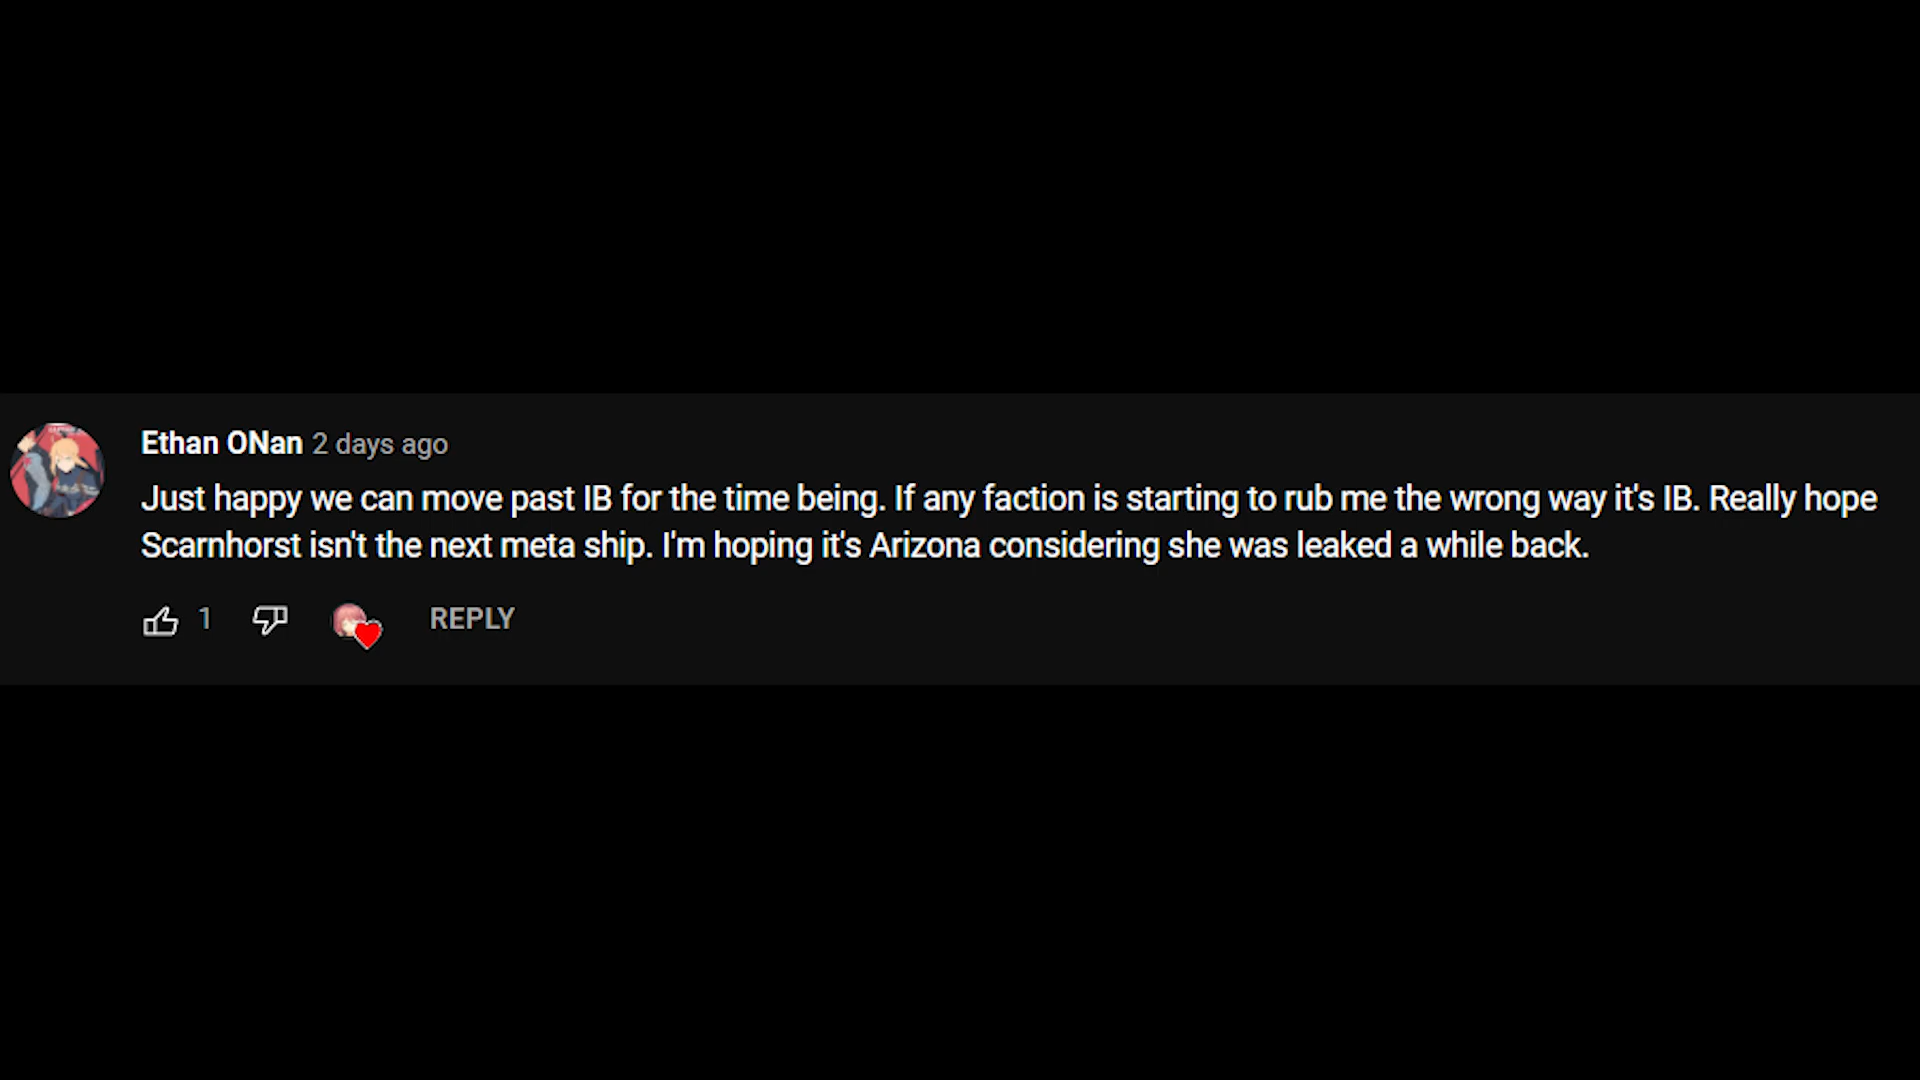 Ethan ONan 2 days ago
Just happy we can move past IB for the time being. If any faction is starting to rub me the wrong way it's IB. Really hope
Scarnhorst isn't the next meta ship. I'm hoping it's Arizona considering she was leaked a while back.
1 REPLY